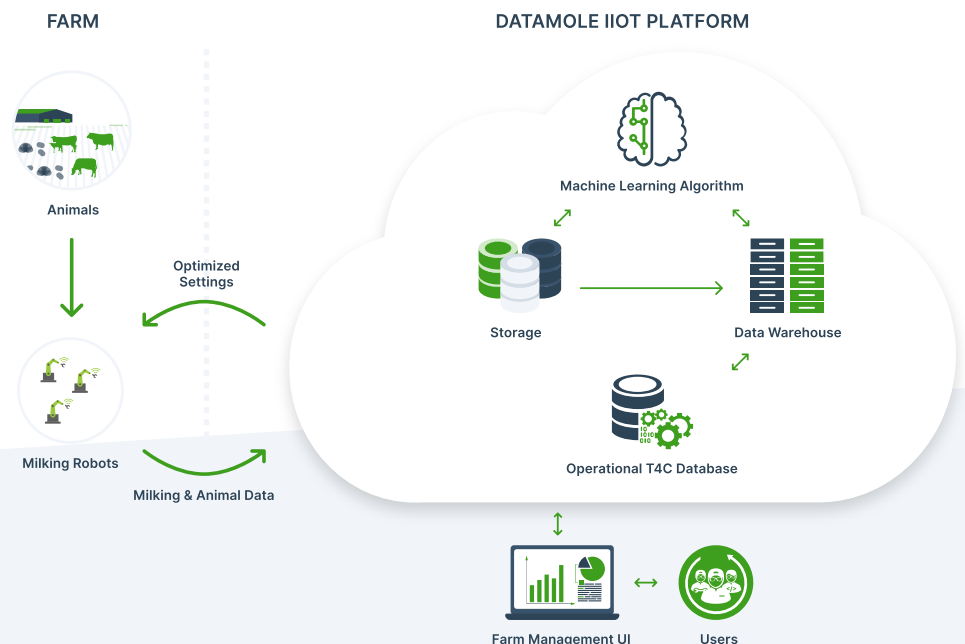 FARM
DATAMOLE IIOT PLATFORM
Machine Learning Algorithm
Animals
Optimized
Settings
Storage
Data Warehouse
Milking Robots
Operational T4C Database
Milking & Animal Data
Farm Management UI
Users